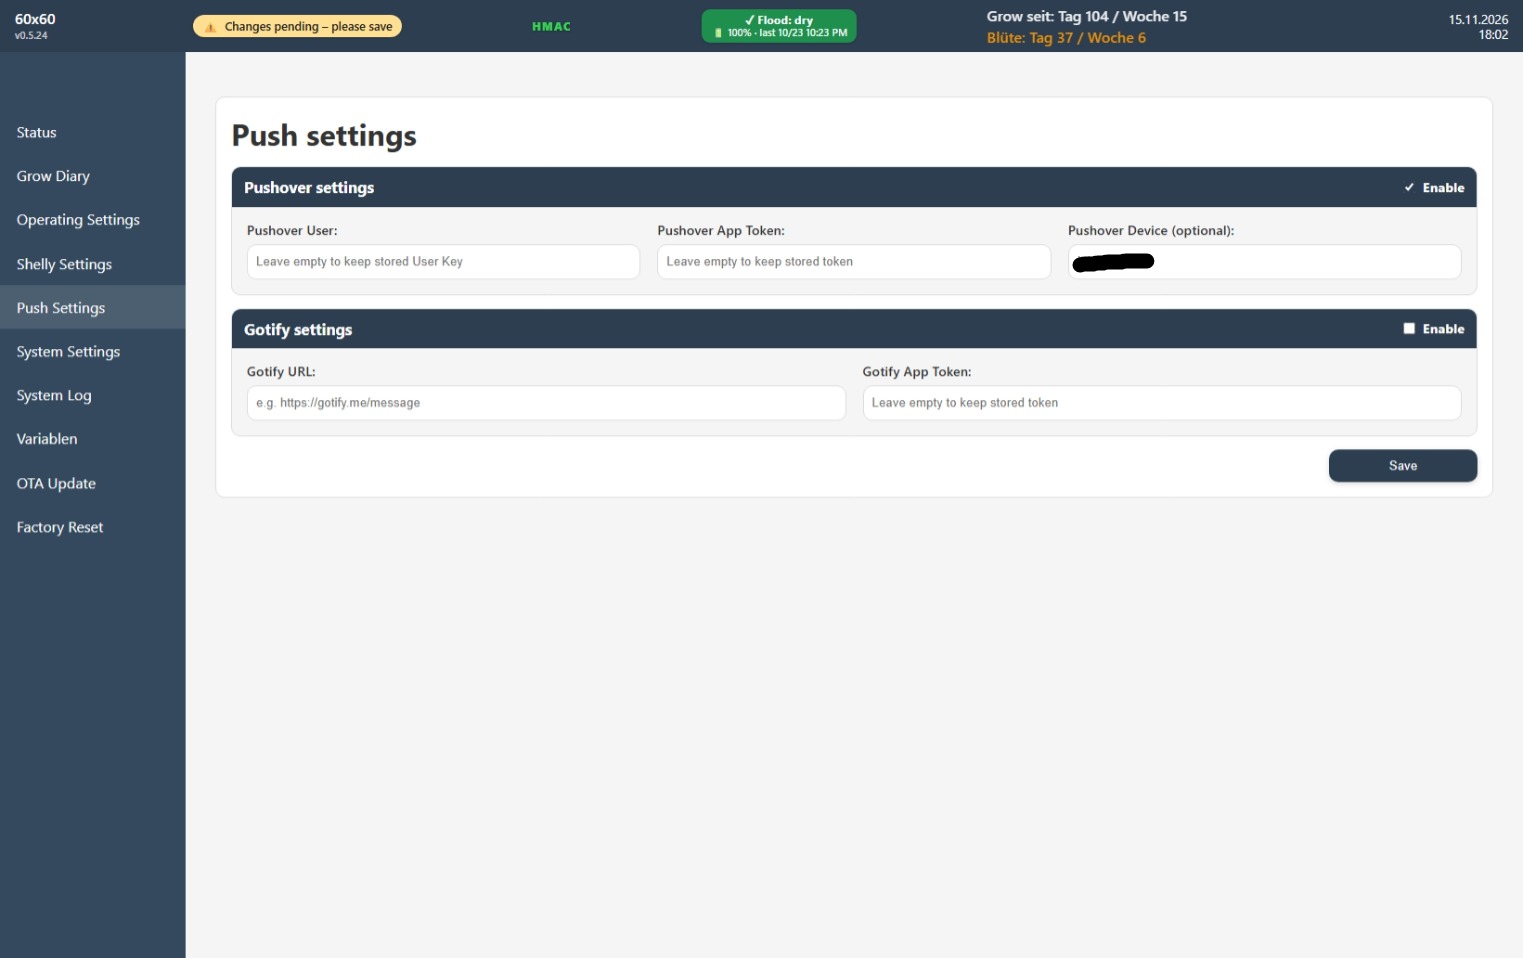 60x60
v0.5.24
⚠ Changes pending – please save
HMAC
✓ Flood: dry
100% · last 10/23 10:23 PM
Grow seit: Tag 104 / Woche 15
Blüte: Tag 37 / Woche 6
15.11.2026
18:02
Status
Grow Diary
Operating Settings
Shelly Settings
Push Settings
System Settings
System Log
Variablen
OTA Update
Factory Reset
Push settings
Pushover settings
✓ Enable
Pushover User:
Pushover App Token:
Pushover Device (optional):
Leave empty to keep stored User Key
Leave empty to keep stored token
Gotify settings
Enable
Gotify URL:
Gotify App Token:
e.g. https://gotify.me/message
Leave empty to keep stored token
Save